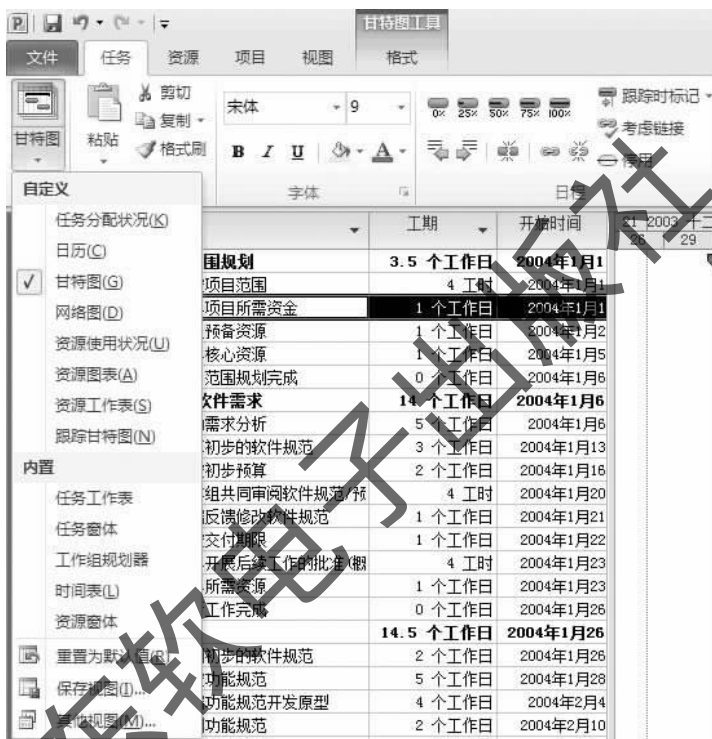 甘特图工具
文件 任务 资源 项目 视图 格式
剪切
复制
格式刷
甘特图 粘贴
宋体 9
0% 25% 50% 75% 100%
B I U A
跟踪时标记
考虑链接
停用
字体 日程
自定义
任务分配状况(K)
日历(C)
甘特图(G)
网络图(D)
资源使用状况(U)
资源图表(A)
资源工作表(S)
跟踪甘特图(N)
内置
任务工作表
任务窗体
工作组规划器
时间表(L)
资源窗体
重置为默认值(R)
保存视图(I)...
其他视图(M)...
工期 开始时间 21 2003 十二
26 29
围规划 3.5 个工作日 2004年1月1
项目范围 4 工时 2004年1月1
项目所需资金 1 个工作日 2004年1月1
预备资源 1 个工作日 2004年1月2
核心资源 1 个工作日 2004年1月5
范围规划完成 0 个工作日 2004年1月6
软件需求 14 个工作日 2004年1月6
需求分析 5 个工作日 2004年1月6
初步的软件规范 3 个工作日 2004年1月13
初步预算 2 个工作日 2004年1月16
组共同审阅软件规范/预 4 工时 2004年1月20
反馈修改软件规范 1 个工作日 2004年1月21
交付期限 1 个工作日 2004年1月22
开展后续工作的批准(概 4 工时 2004年1月23
所需资源 1 个工作日 2004年1月23
工作完成 0 个工作日 2004年1月26
14.5 个工作日 2004年1月26
初步的软件规范 2 个工作日 2004年1月26
功能规范 5 个工作日 2004年1月28
功能规范开发原型 4 个工作日 2004年2月4
功能规范 2 个工作日 2004年2月10
东软电子出版社